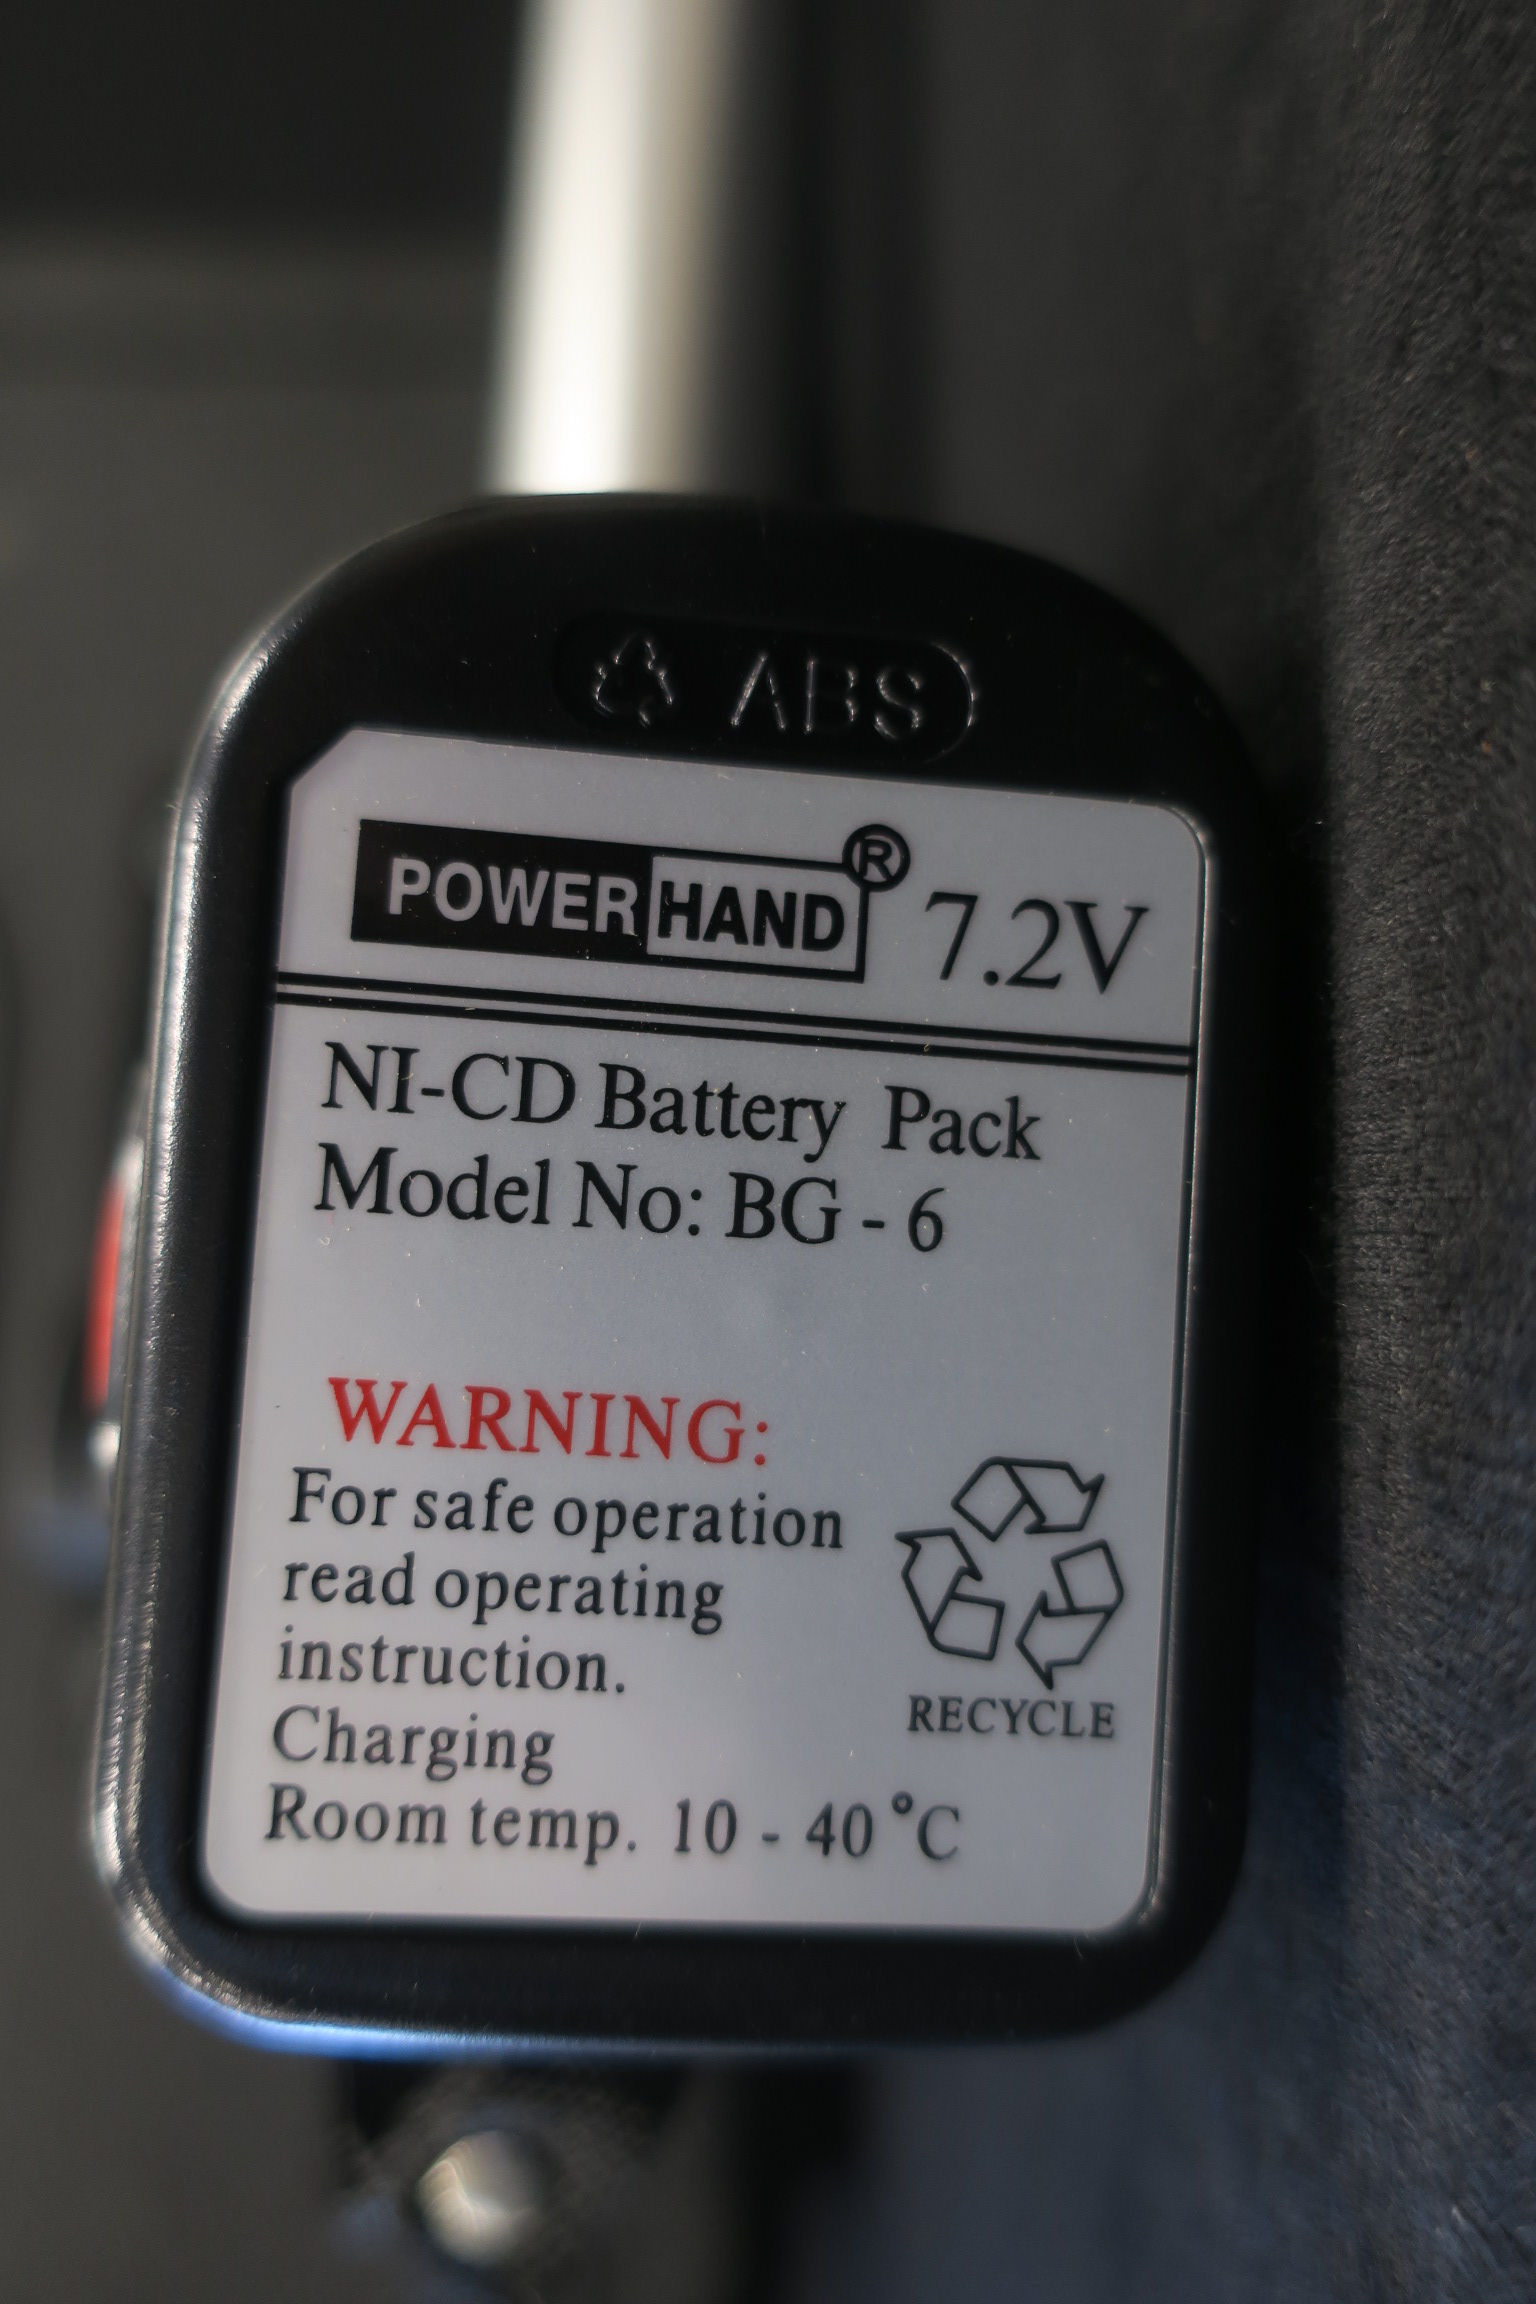 ABS
POWERHAND® 7.2V
NI-CD Battery Pack
Model No: BG - 6
WARNING:
For safe operation
read operating
instruction.
RECYCLE
Charging
Room temp. 10 - 40 °C